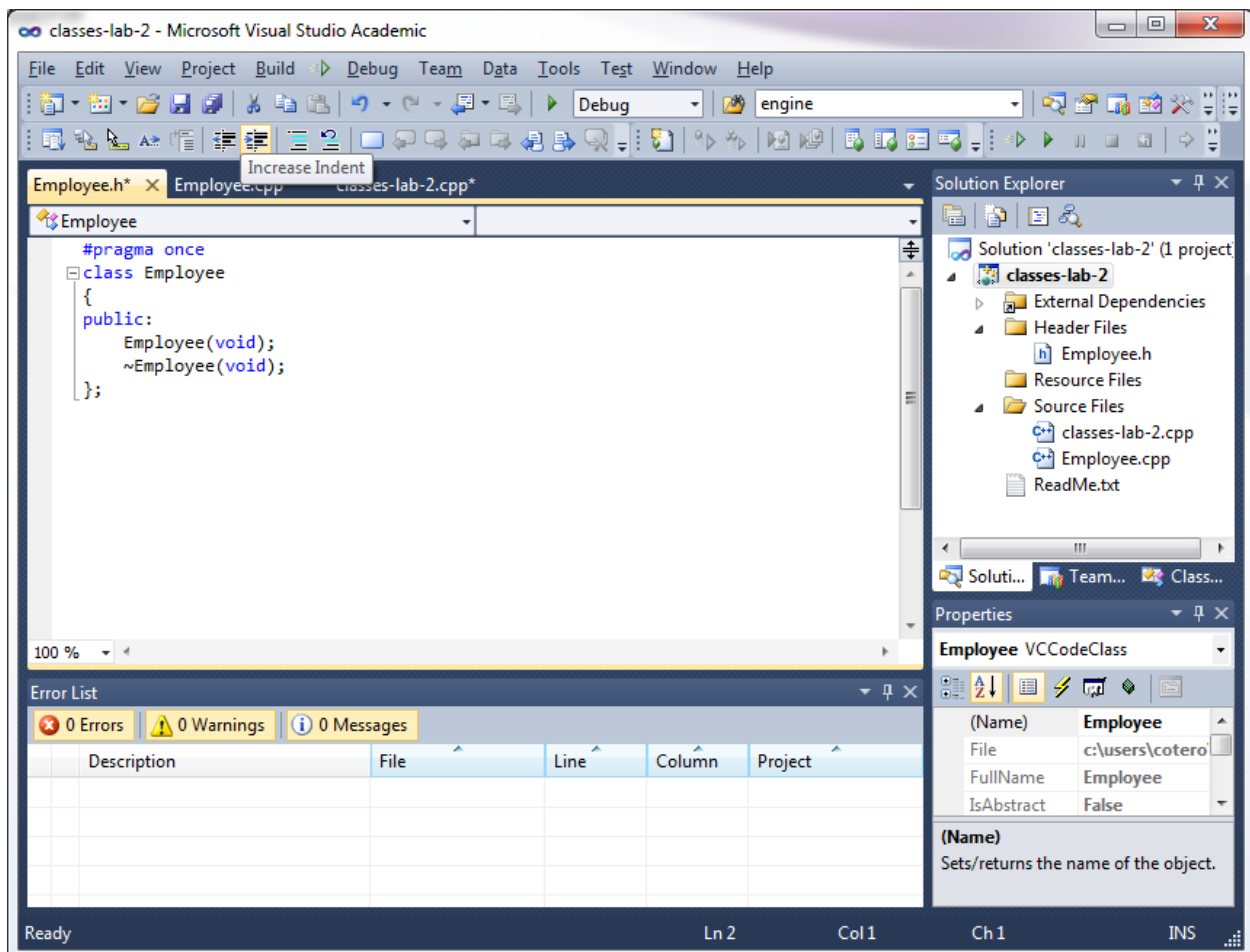 classes-lab-2 - Microsoft Visual Studio Academic
File Edit View Project Build Debug Team Data Tools Test Window Help
Debug engine
Increase Indent
Employee.h* Employee.cpp* classes-lab-2.cpp*
Employee
#pragma once
class Employee
{
public:
Employee(void);
~Employee(void);
};
100 %
Error List
0 Errors 0 Warnings 0 Messages
Description File Line Column Project
Solution Explorer
Solution 'classes-lab-2' (1 project
classes-lab-2
External Dependencies
Header Files
Employee.h
Resource Files
Source Files
classes-lab-2.cpp
Employee.cpp
ReadMe.txt
Soluti... Team... Class...
Properties
Employee VCCodeClass
(Name) Employee
File c:\users\cotero\
FullName Employee
IsAbstract False
(Name)
Sets/returns the name of the object.
Ready Ln 2 Col 1 Ch 1 INS